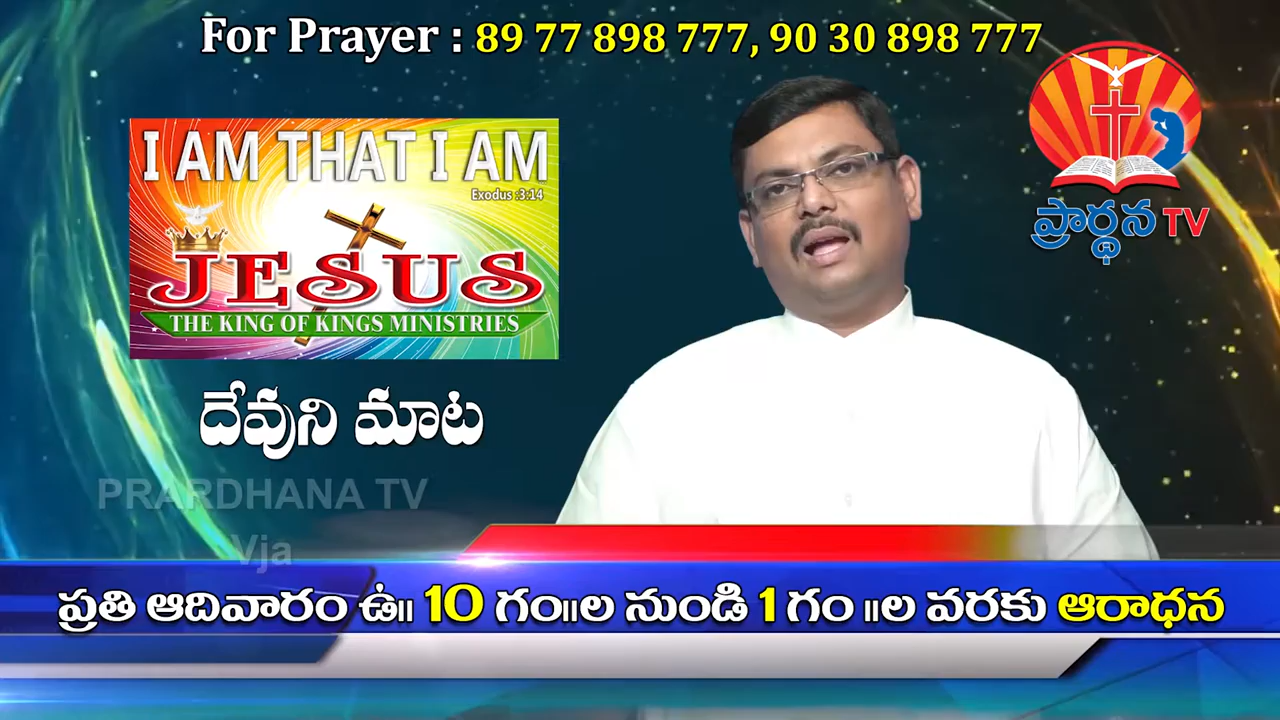 For Prayer : 89 77 898 777, 90 30 898 777
I AM THAT I AM
Exodus :3:14
JESUS
THE KING OF KINGS MINISTRIES
ప్రార్థన TV
దేవుని మాట
PRARDHANA TV
Vja
ప్రతి ఆదివారం ఉ॥ 10 గం॥ల నుండి 1 గం ॥ల వరకు ఆరాధన